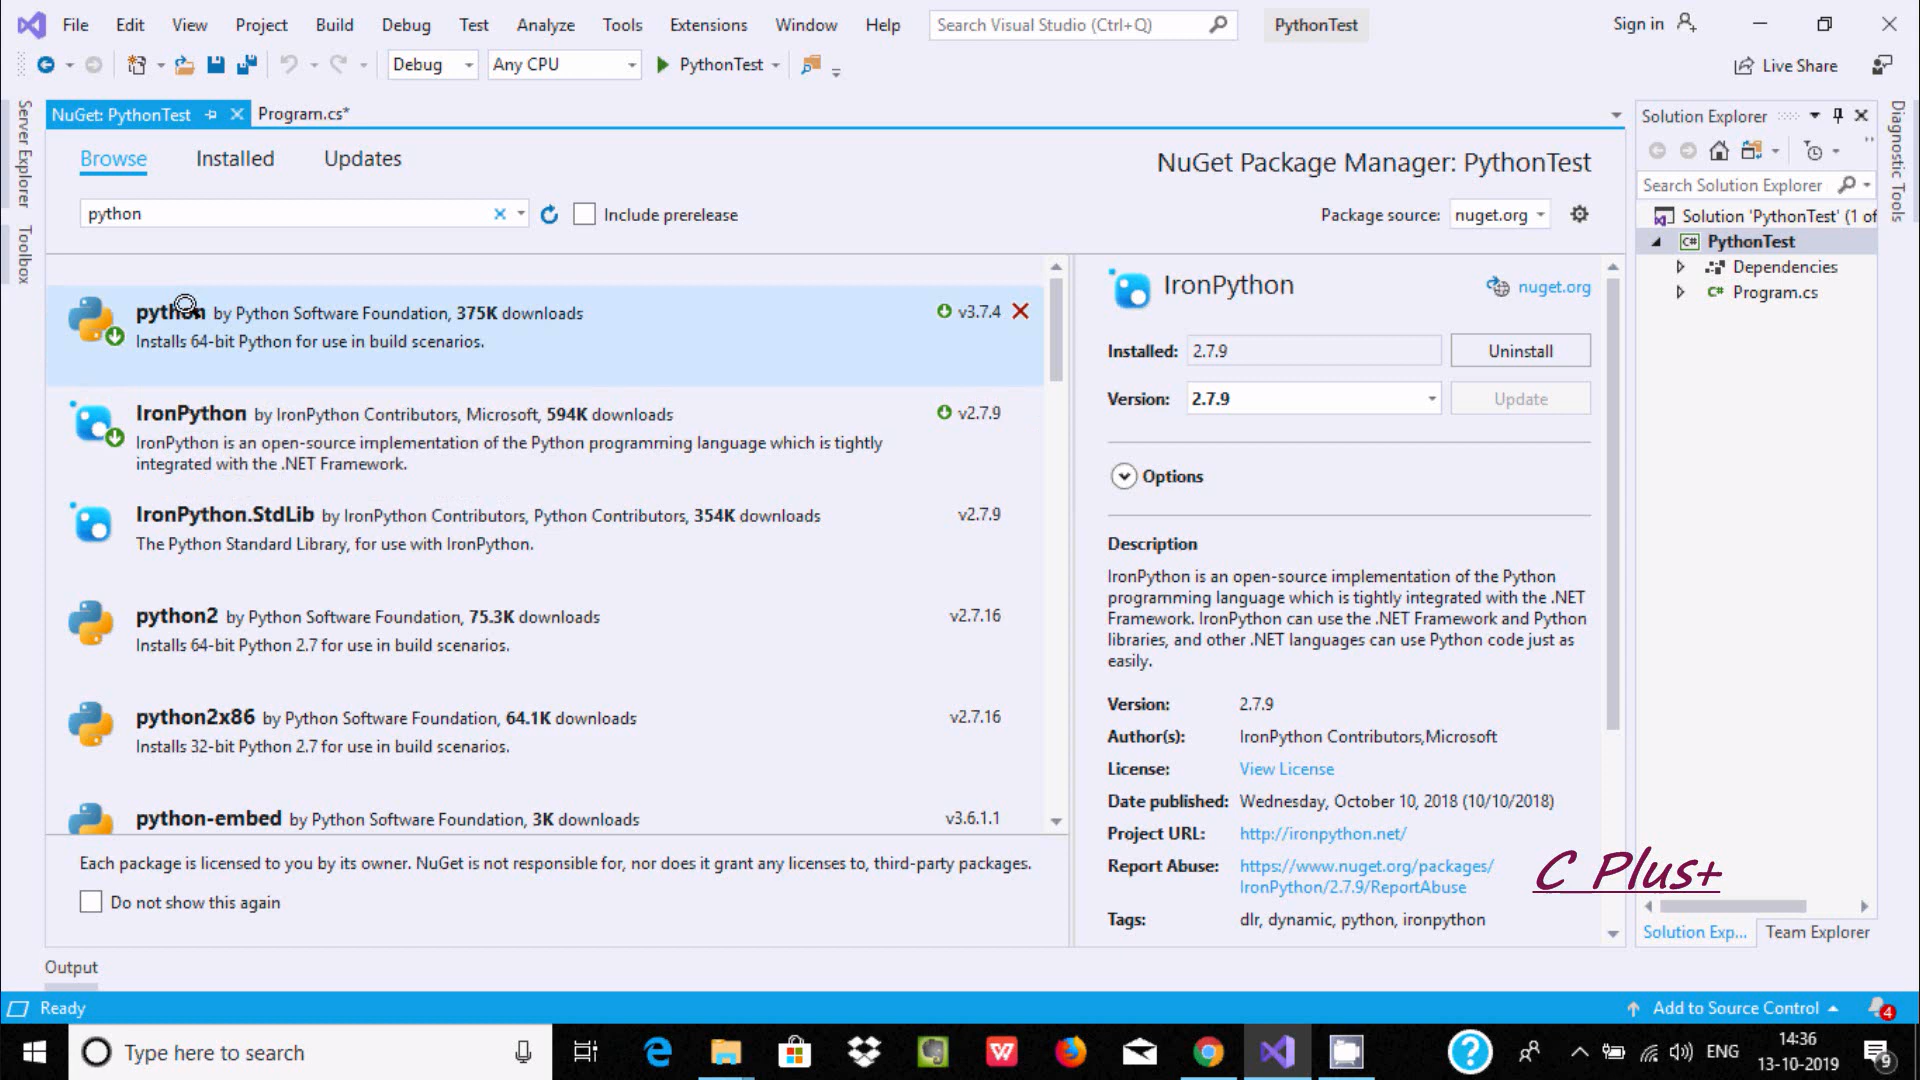 File Edit View Project Build Debug Test Analyze Tools Extensions Window Help Search Visual Studio (Ctrl+Q) PythonTest Sign in
Debug Any CPU PythonTest Live Share
Server Explorer
Toolbox
NuGet: PythonTest Program.cs*
Browse Installed Updates
NuGet Package Manager: PythonTest
python
Include prerelease
Package source: nuget.org
python by Python Software Foundation, 375K downloads v3.7.4
Installs 64-bit Python for use in build scenarios.
IronPython by IronPython Contributors, Microsoft, 594K downloads v2.7.9
IronPython is an open-source implementation of the Python programming language which is tightly
integrated with the .NET Framework.
IronPython.StdLib by IronPython Contributors, Python Contributors, 354K downloads v2.7.9
The Python Standard Library, for use with IronPython.
python2 by Python Software Foundation, 75.3K downloads v2.7.16
Installs 64-bit Python 2.7 for use in build scenarios.
python2x86 by Python Software Foundation, 64.1K downloads v2.7.16
Installs 32-bit Python 2.7 for use in build scenarios.
python-embed by Python Software Foundation, 3K downloads v3.6.1.1
Each package is licensed to you by its owner. NuGet is not responsible for, nor does it grant any licenses to, third-party packages.
Do not show this again
IronPython nuget.org
Installed: 2.7.9 Uninstall
Version: 2.7.9 Update
Options
Description
IronPython is an open-source implementation of the Python
programming language which is tightly integrated with the .NET
Framework. IronPython can use the .NET Framework and Python
libraries, and other .NET languages can use Python code just as
easily.
Version: 2.7.9
Author(s): IronPython Contributors,Microsoft
License: View License
Date published: Wednesday, October 10, 2018 (10/10/2018)
Project URL: http://ironpython.net/
Report Abuse: https://www.nuget.org/packages/
IronPython/2.7.9/ReportAbuse
Tags: dlr, dynamic, python, ironpython
C Plus+
Solution Explorer
Search Solution Explorer
Solution 'PythonTest' (1 of
C# PythonTest
Dependencies
C# Program.cs
Solution Exp... Team Explorer
Diagnostic Tools
Output
Ready Add to Source Control 4
Type here to search
W ? ENG 14:36
13-10-2019 9